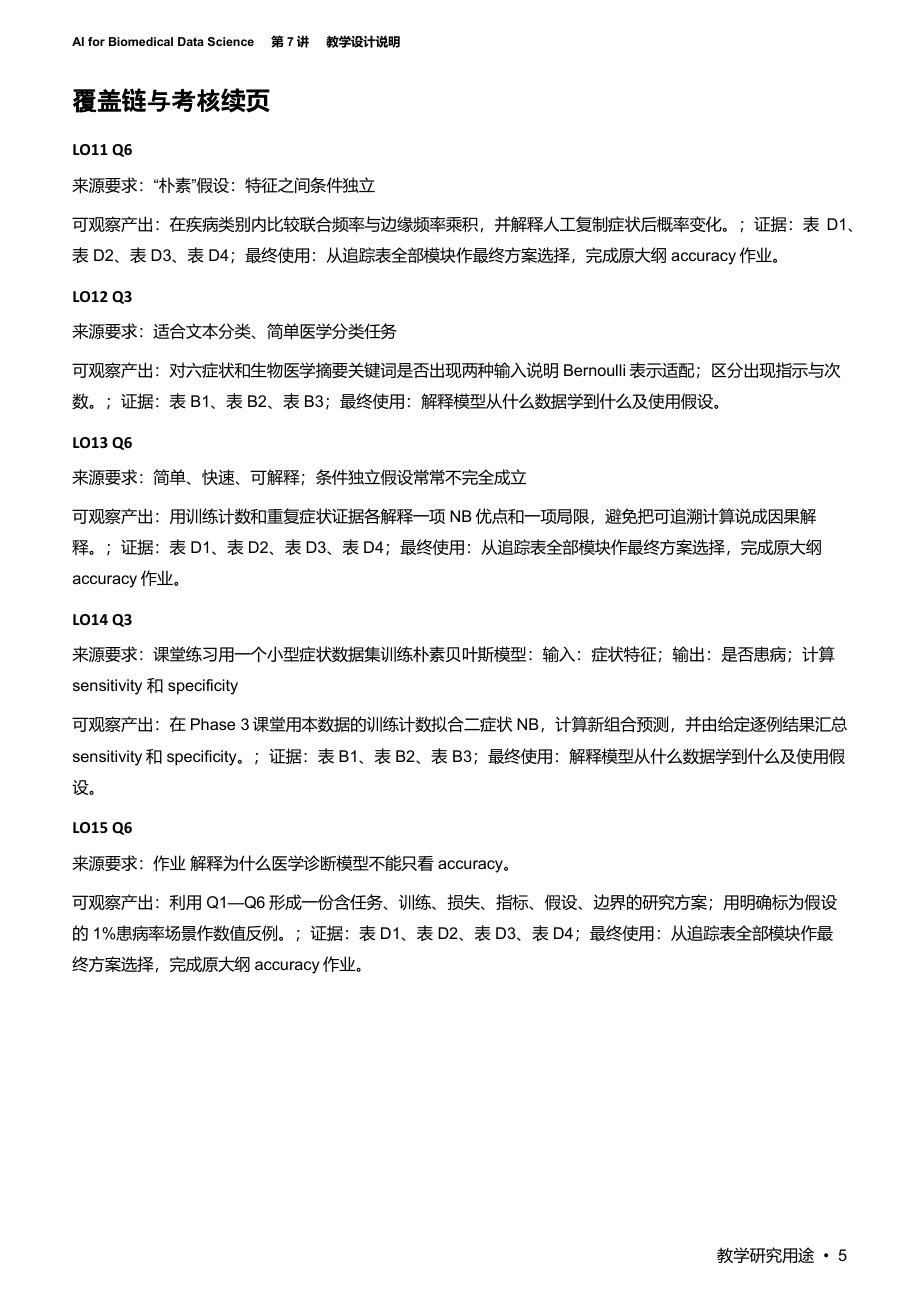 AI for Biomedical Data Science 第 7 讲 教学设计说明
覆盖链与考核续页
LO11 Q6
来源要求：“朴素”假设：特征之间条件独立
可观察产出：在疾病类别内比较联合频率与边缘频率乘积，并解释人工复制症状后概率变化。；证据：表 D1、
表 D2、表 D3、表 D4；最终使用：从追踪表全部模块作最终方案选择，完成原大纲 accuracy 作业。
LO12 Q3
来源要求：适合文本分类、简单医学分类任务
可观察产出：对六症状和生物医学摘要关键词是否出现两种输入说明 Bernoulli 表示适配；区分出现指示与次
数。；证据：表 B1、表 B2、表 B3；最终使用：解释模型从什么数据学到什么及使用假设。
LO13 Q6
来源要求：简单、快速、可解释；条件独立假设常常不完全成立
可观察产出：用训练计数和重复症状证据各解释一项 NB 优点和一项局限，避免把可追溯计算说成因果解
释。；证据：表 D1、表 D2、表 D3、表 D4；最终使用：从追踪表全部模块作最终方案选择，完成原大纲
accuracy 作业。
LO14 Q3
来源要求：课堂练习用一个小型症状数据集训练朴素贝叶斯模型：输入：症状特征；输出：是否患病；计算
sensitivity 和 specificity
可观察产出：在 Phase 3 课堂用本数据的训练计数拟合二症状 NB，计算新组合预测，并由给定逐例结果汇总
sensitivity 和 specificity。；证据：表 B1、表 B2、表 B3；最终使用：解释模型从什么数据学到什么及使用假
设。
LO15 Q6
来源要求：作业 解释为什么医学诊断模型不能只看 accuracy。
可观察产出：利用 Q1—Q6 形成一份含任务、训练、损失、指标、假设、边界的研究方案；用明确标为假设
的 1%患病率场景作数值反例。；证据：表 D1、表 D2、表 D3、表 D4；最终使用：从追踪表全部模块作最
终方案选择，完成原大纲 accuracy 作业。
教学研究用途 • 5